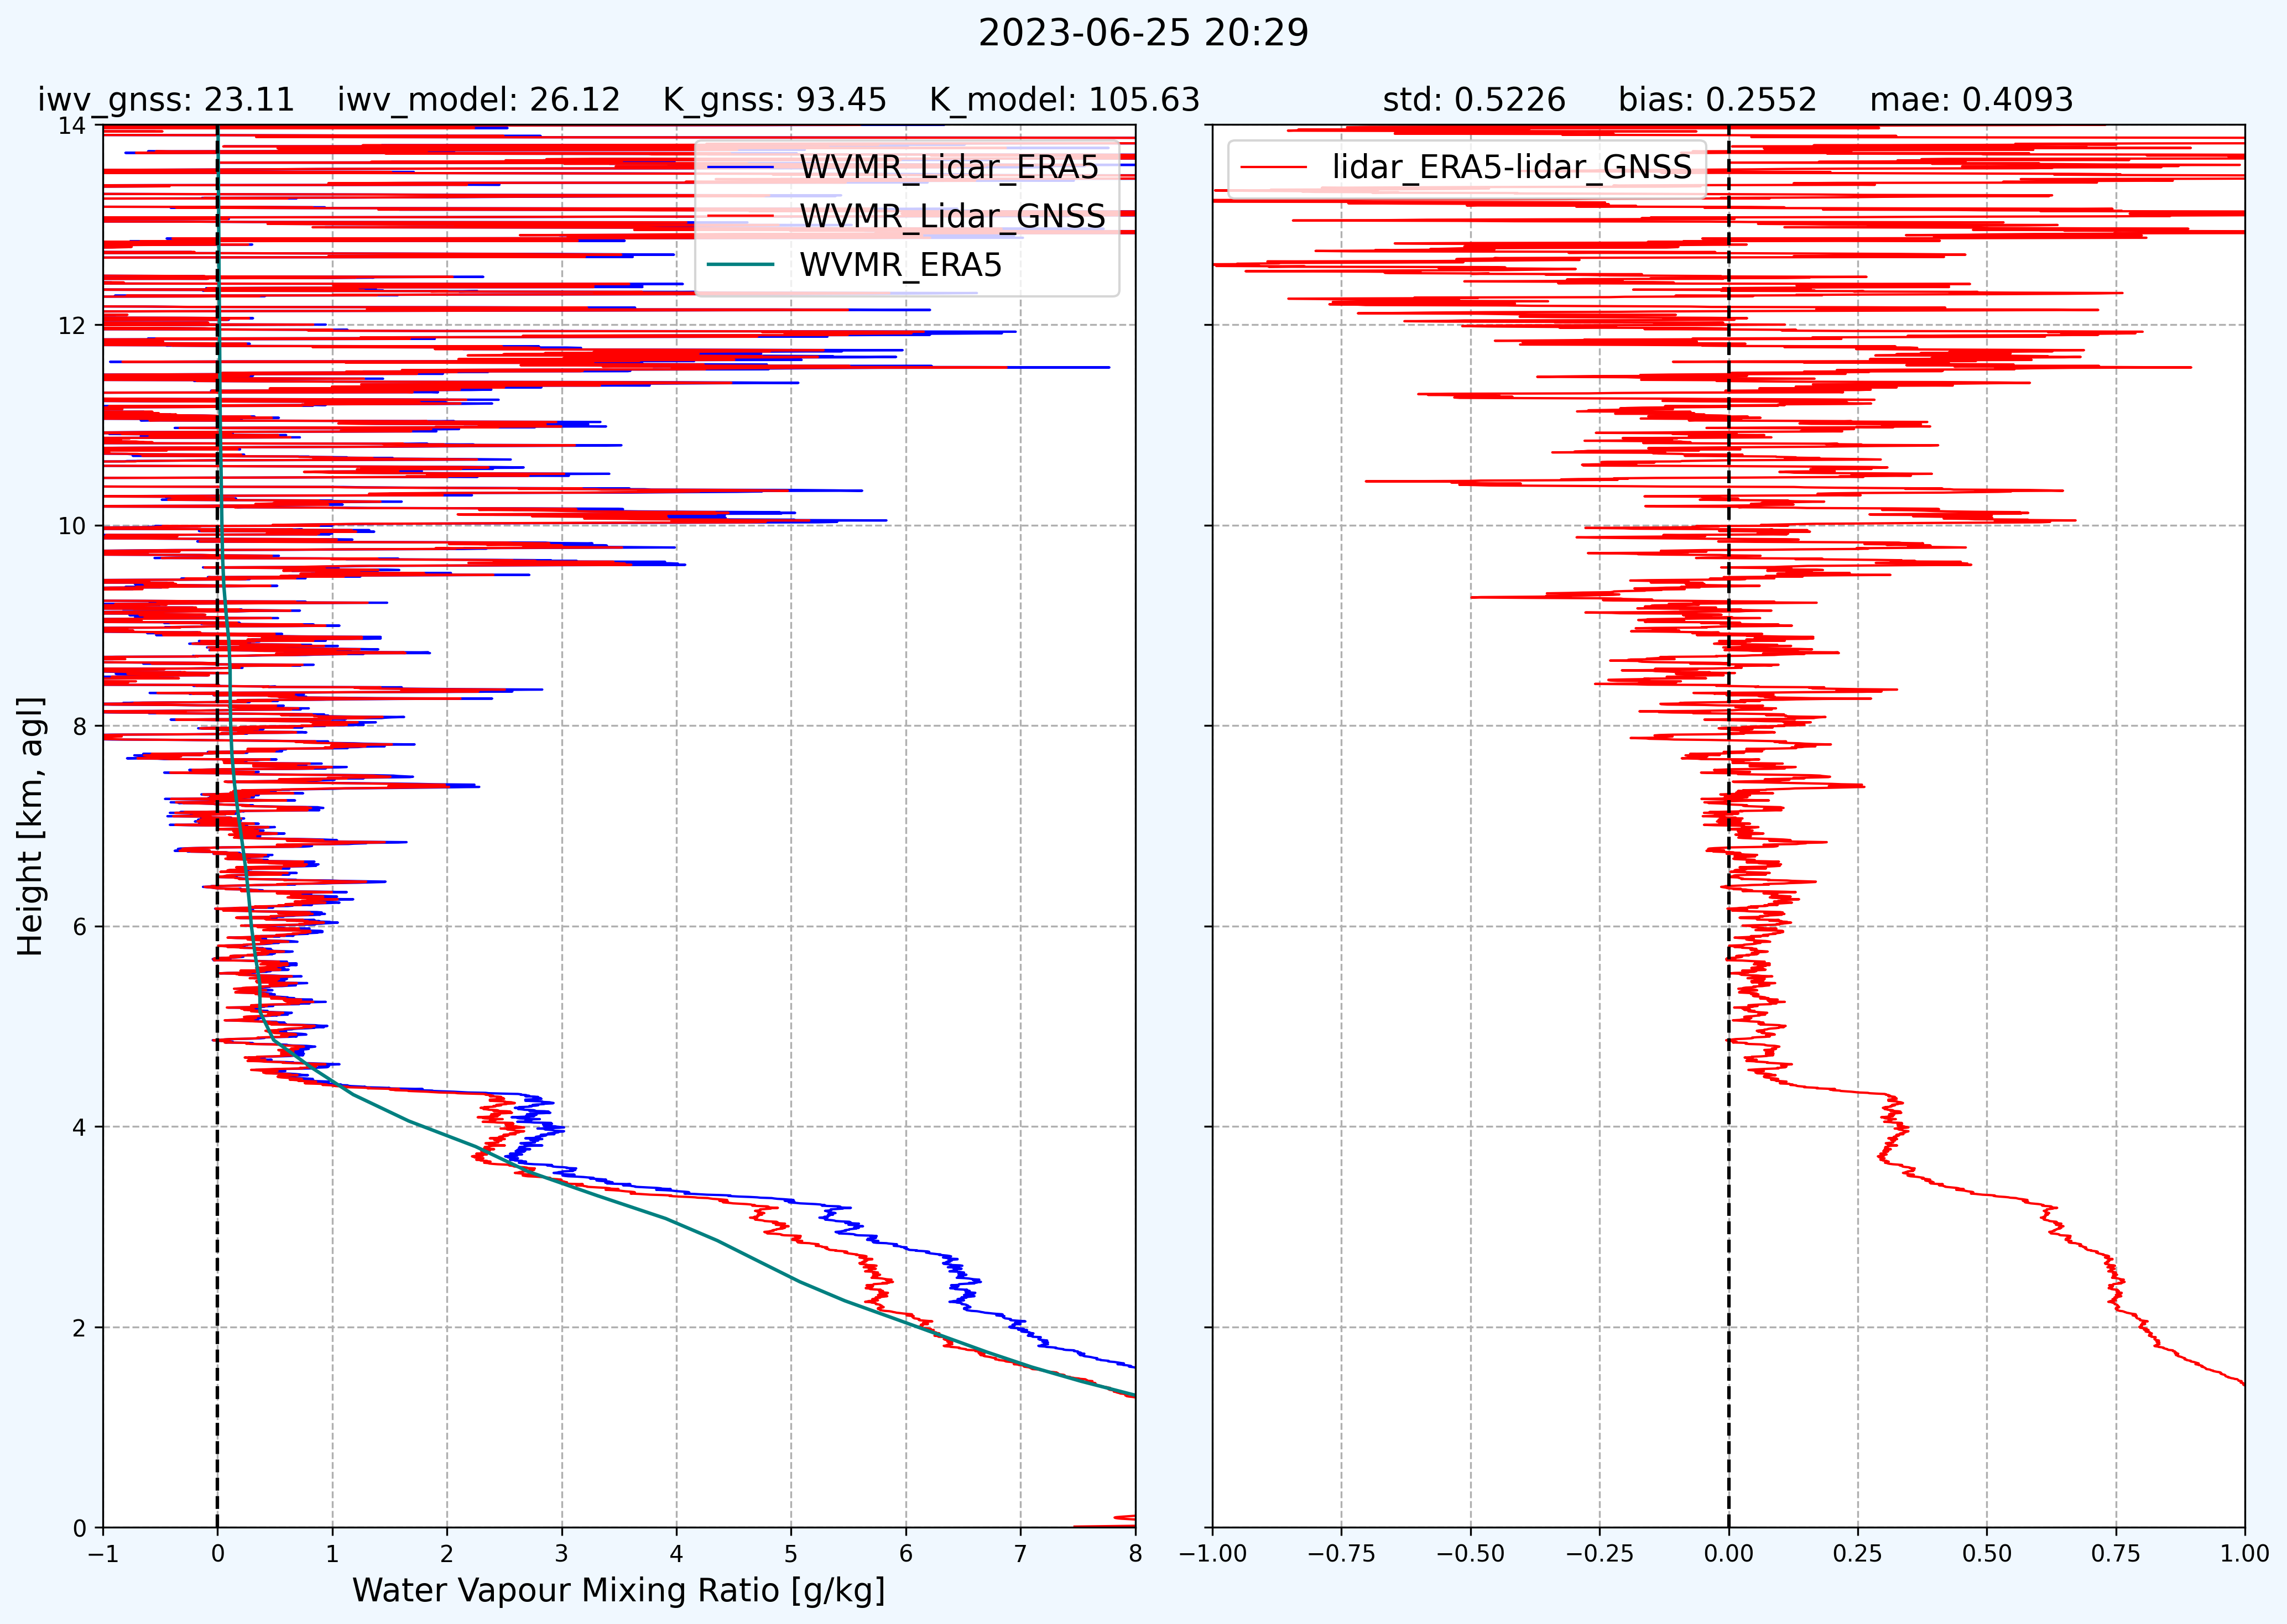 2023-06-25 20:29
iwv_gnss: 23.11 iwv_model: 26.12 K_gnss: 93.45 K_model: 105.63
std: 0.5226 bias: 0.2552 mae: 0.4093
WVMR_Lidar_ERA5
WVMR_Lidar_GNSS
WVMR_ERA5
lidar_ERA5-lidar_GNSS
Height [km, agl]
14
12
10
8
6
4
2
0
−1 0 1 2 3 4 5 6 7 8
−1.00 −0.75 −0.50 −0.25 0.00 0.25 0.50 0.75 1.00
Water Vapour Mixing Ratio [g/kg]